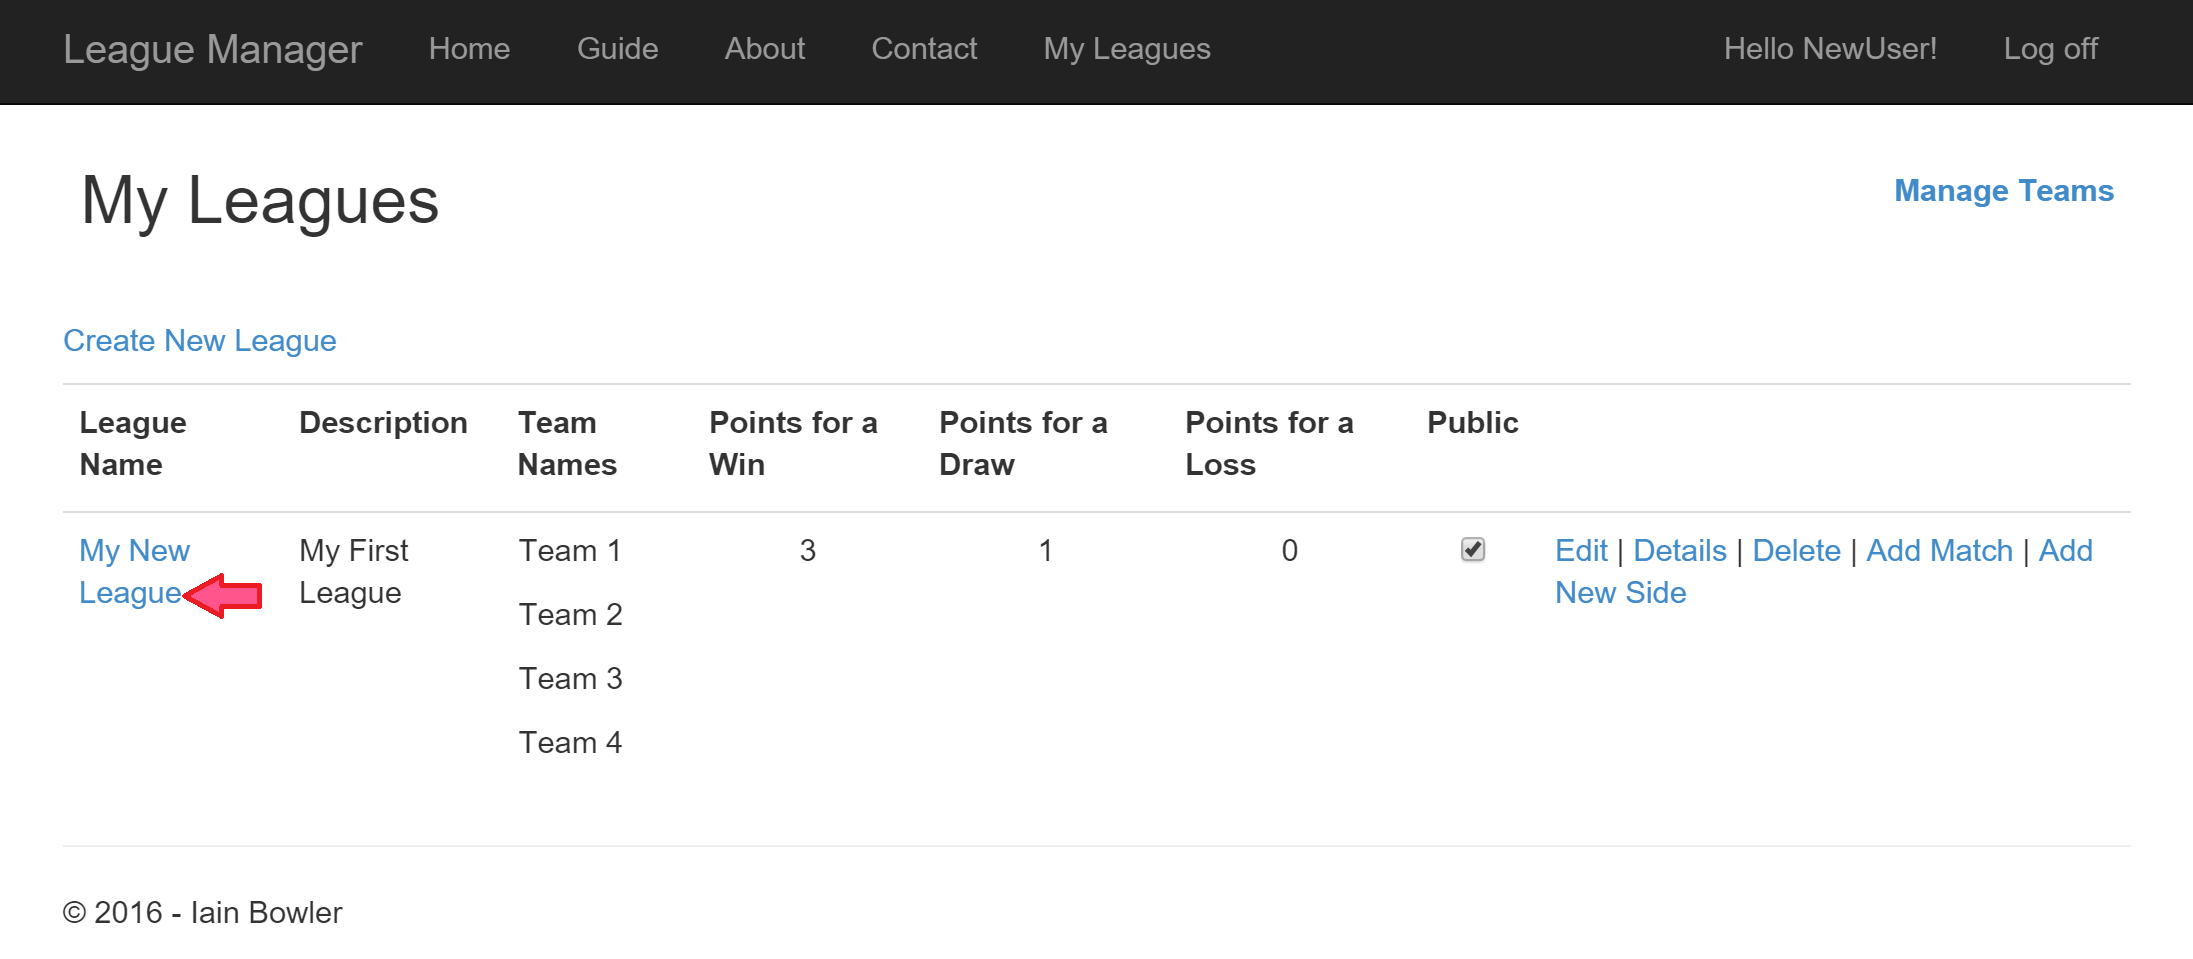 League Manager Home Guide About Contact My Leagues Hello NewUser! Log off
My Leagues
Manage Teams
Create New League
League Name Description Team Names Points for a Win Points for a Draw Points for a Loss Public
My New League My First League Team 1 3 1 0 Edit | Details | Delete | Add Match | Add New Side
Team 2
Team 3
Team 4
© 2016 - Iain Bowler